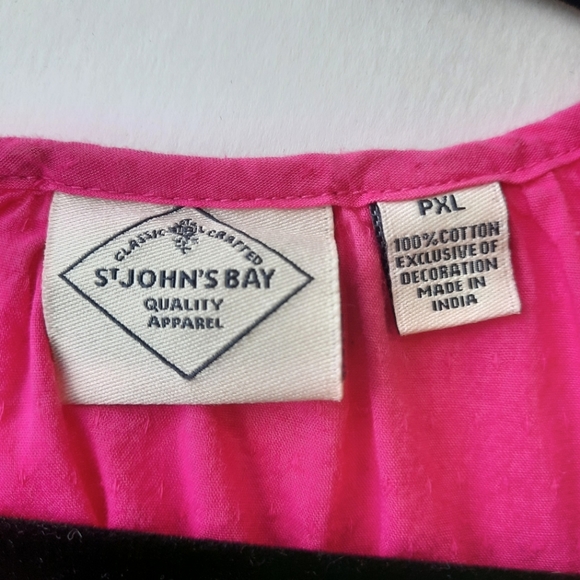 CLASSIC CRAFTED
ST JOHN'S BAY
QUALITY
APPAREL
PXL
100% COTTON
EXCLUSIVE OF
DECORATION
MADE IN
INDIA